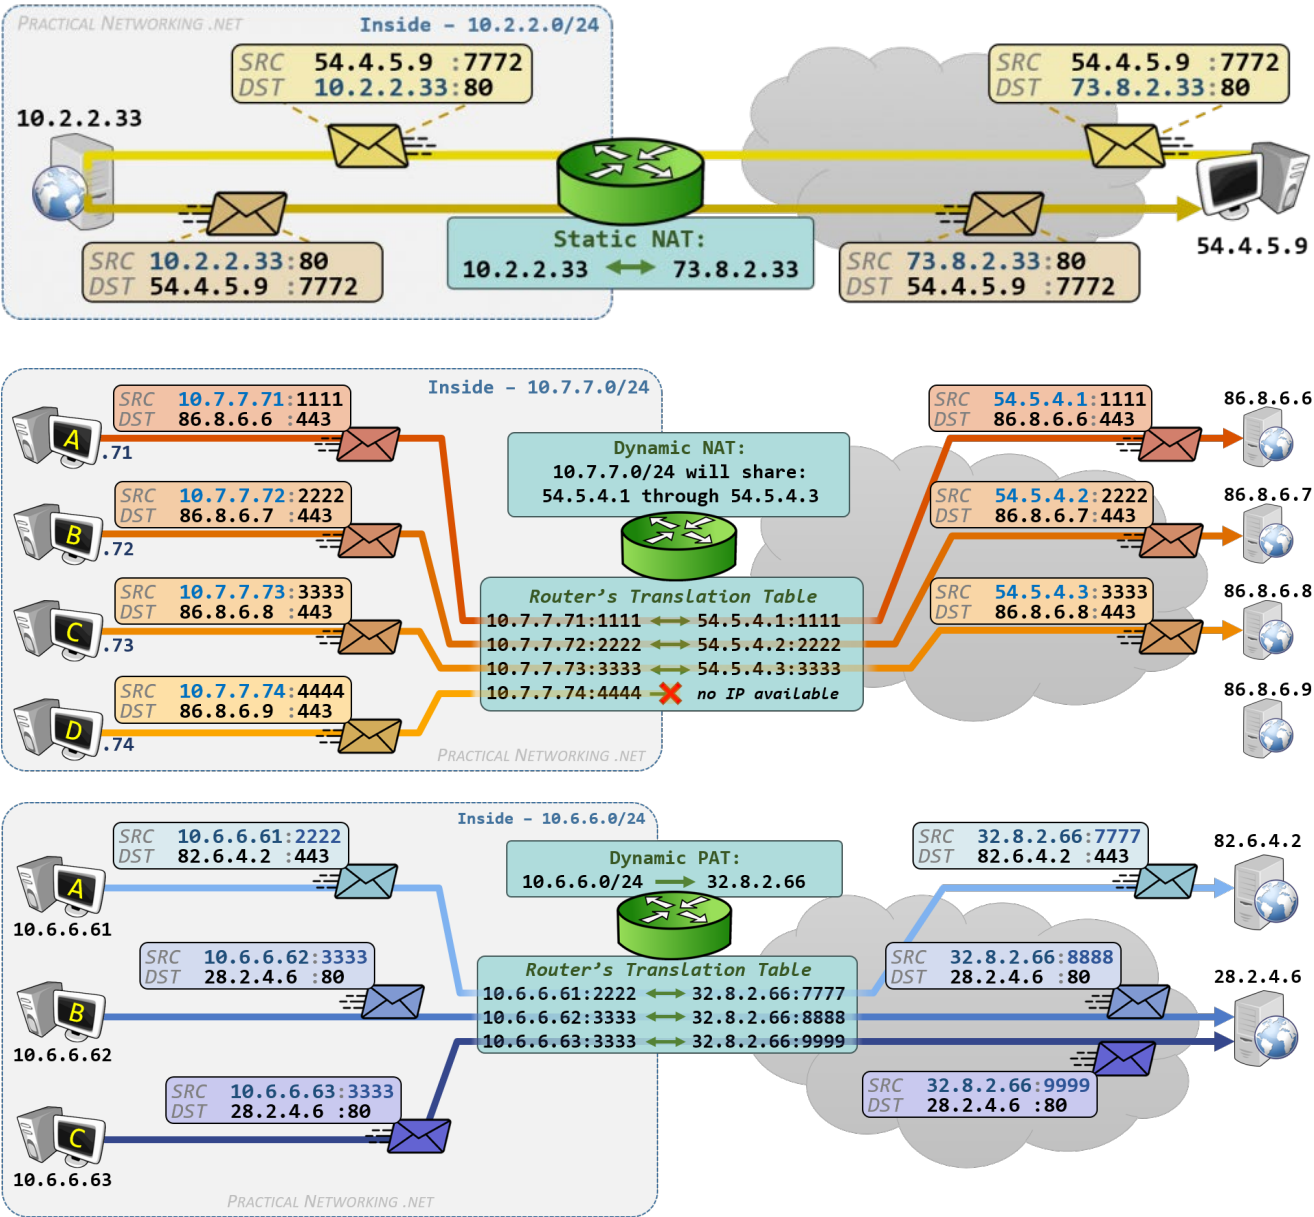 PRACTICAL NETWORKING .NET
Inside – 10.2.2.0/24
SRC 54.4.5.9 :7772
DST 10.2.2.33:80
SRC 54.4.5.9 :7772
DST 73.8.2.33:80
10.2.2.33
54.4.5.9
Static NAT:
10.2.2.33 73.8.2.33
SRC 10.2.2.33:80
DST 54.4.5.9 :7772
SRC 73.8.2.33:80
DST 54.4.5.9 :7772
Inside – 10.7.7.0/24
SRC 10.7.7.71:1111
DST 86.8.6.6 :443
A
.71
SRC 10.7.7.72:2222
DST 86.8.6.7 :443
B
.72
SRC 10.7.7.73:3333
DST 86.8.6.8 :443
C
.73
SRC 10.7.7.74:4444
DST 86.8.6.9 :443
D
.74
Dynamic NAT:
10.7.7.0/24 will share:
54.5.4.1 through 54.5.4.3
Router's Translation Table
10.7.7.71:1111 54.5.4.1:1111
10.7.7.72:2222 54.5.4.2:2222
10.7.7.73:3333 54.5.4.3:3333
10.7.7.74:4444 no IP available
SRC 54.5.4.1:1111
DST 86.8.6.6:443
86.8.6.6
SRC 54.5.4.2:2222
DST 86.8.6.7:443
86.8.6.7
SRC 54.5.4.3:3333
DST 86.8.6.8:443
86.8.6.8
86.8.6.9
PRACTICAL NETWORKING .NET
Inside – 10.6.6.0/24
SRC 10.6.6.61:2222
DST 82.6.4.2 :443
A
10.6.6.61
SRC 10.6.6.62:3333
DST 28.2.4.6 :80
B
10.6.6.62
SRC 10.6.6.63:3333
DST 28.2.4.6 :80
C
10.6.6.63
Dynamic PAT:
10.6.6.0/24 32.8.2.66
Router's Translation Table
10.6.6.61:2222 32.8.2.66:7777
10.6.6.62:3333 32.8.2.66:8888
10.6.6.63:3333 32.8.2.66:9999
SRC 32.8.2.66:7777
DST 82.6.4.2 :443
82.6.4.2
SRC 32.8.2.66:8888
DST 28.2.4.6 :80
28.2.4.6
SRC 32.8.2.66:9999
DST 28.2.4.6 :80
PRACTICAL NETWORKING .NET